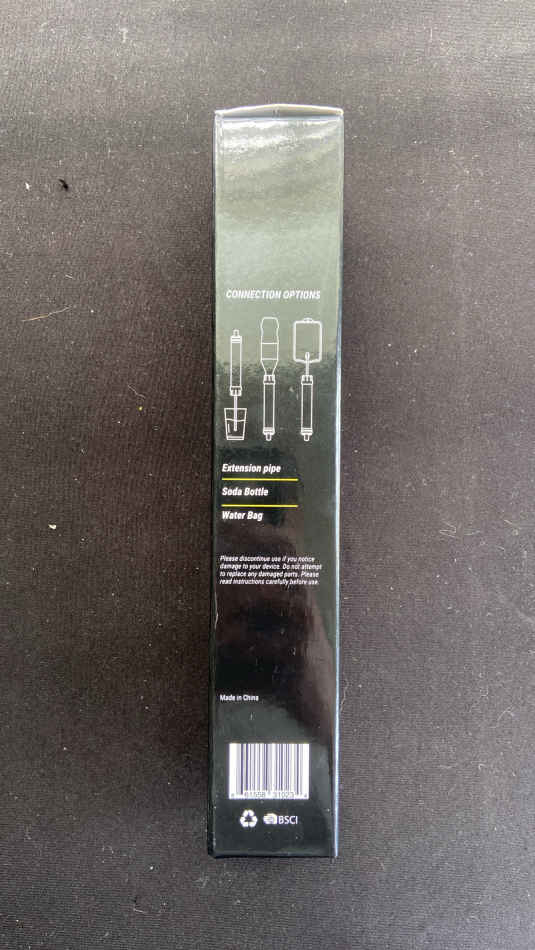 CONNECTION OPTIONS
Extension pipe
Soda Bottle
Water Bag
Please discontinue use if you notice
damage to your device. Do not attempt
to replace any damaged parts. Please
read instructions carefully before use.
Made in China
BSCI